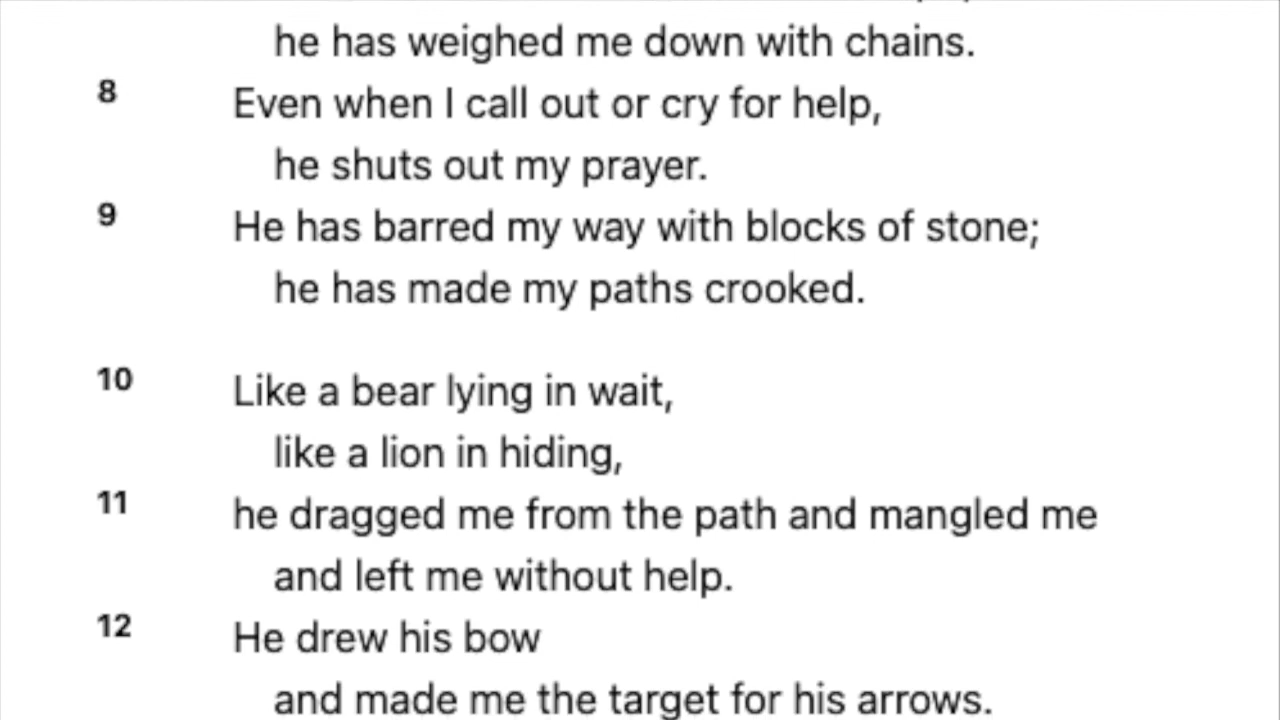 he has weighed me down with chains.
8 Even when I call out or cry for help,
he shuts out my prayer.
9 He has barred my way with blocks of stone;
he has made my paths crooked.
10 Like a bear lying in wait,
like a lion in hiding,
11 he dragged me from the path and mangled me
and left me without help.
12 He drew his bow
and made me the target for his arrows.